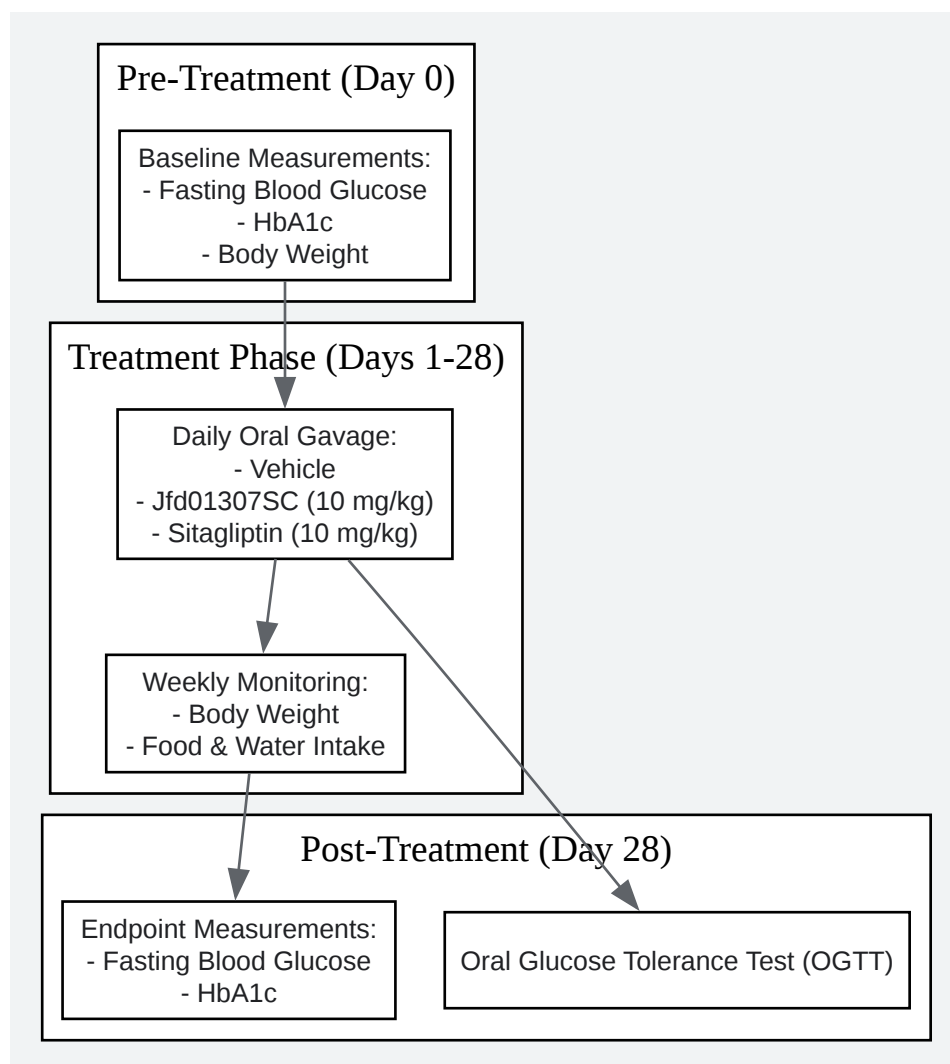 Pre-Treatment (Day 0)
Baseline Measurements:
- Fasting Blood Glucose
- HbA1c
- Body Weight
Treatment Phase (Days 1-28)
Daily Oral Gavage:
- Vehicle
- Jfd01307SC (10 mg/kg)
- Sitagliptin (10 mg/kg)
Weekly Monitoring:
- Body Weight
- Food & Water Intake
Post-Treatment (Day 28)
Endpoint Measurements:
- Fasting Blood Glucose
- HbA1c
Oral Glucose Tolerance Test (OGTT)